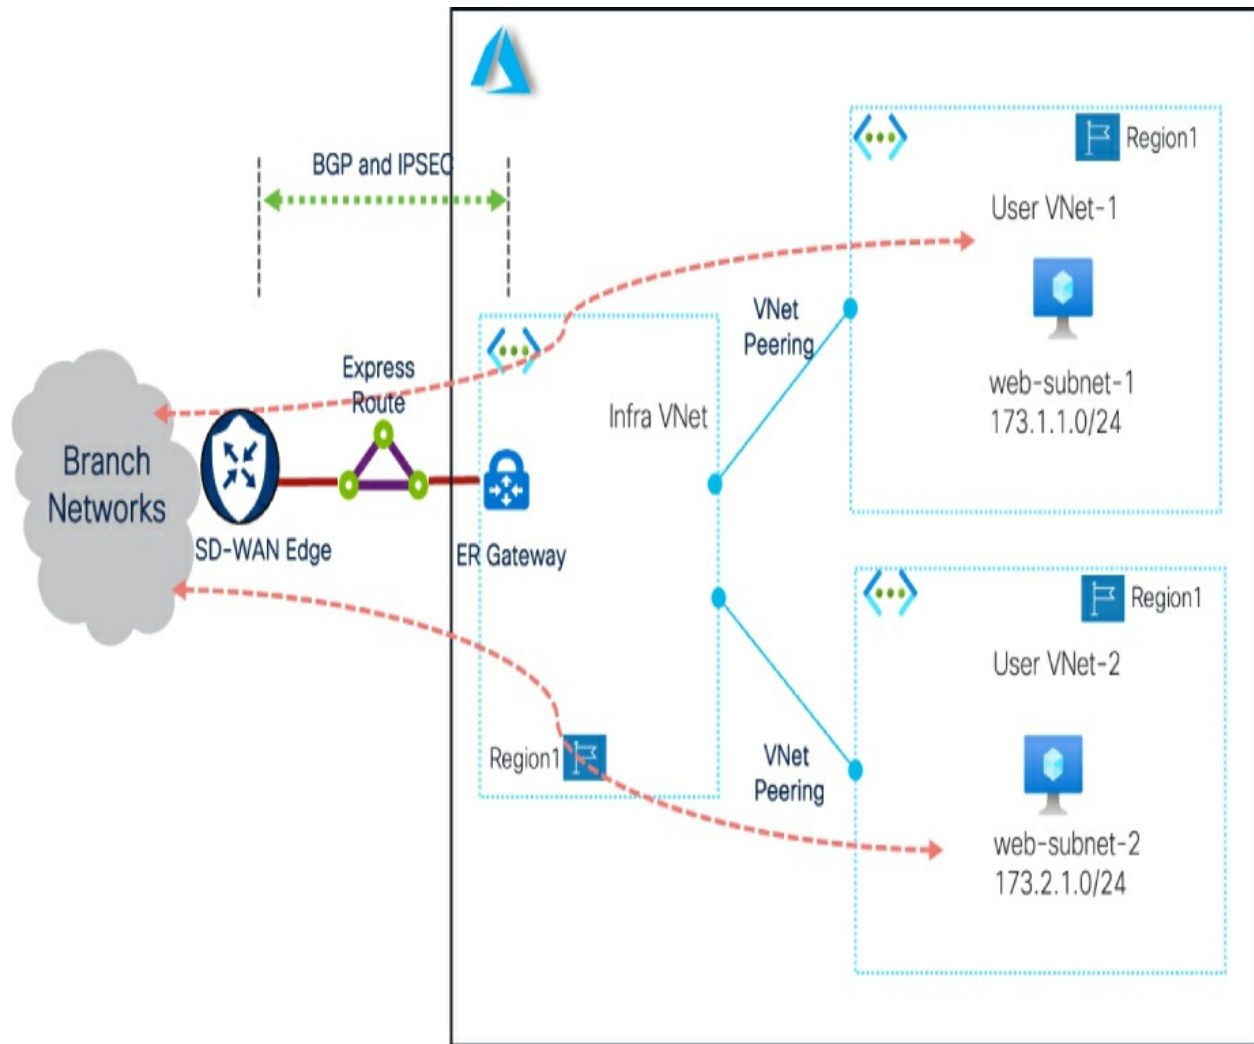 BGP and IPSEC
Region1
User VNet-1
VNet
Peering
Express
Route
web-subnet-1
173.1.1.0/24
Infra VNet
Branch
Networks
SD-WAN Edge
ER Gateway
Region1
User VNet-2
Region1
VNet
Peering
web-subnet-2
173.2.1.0/24